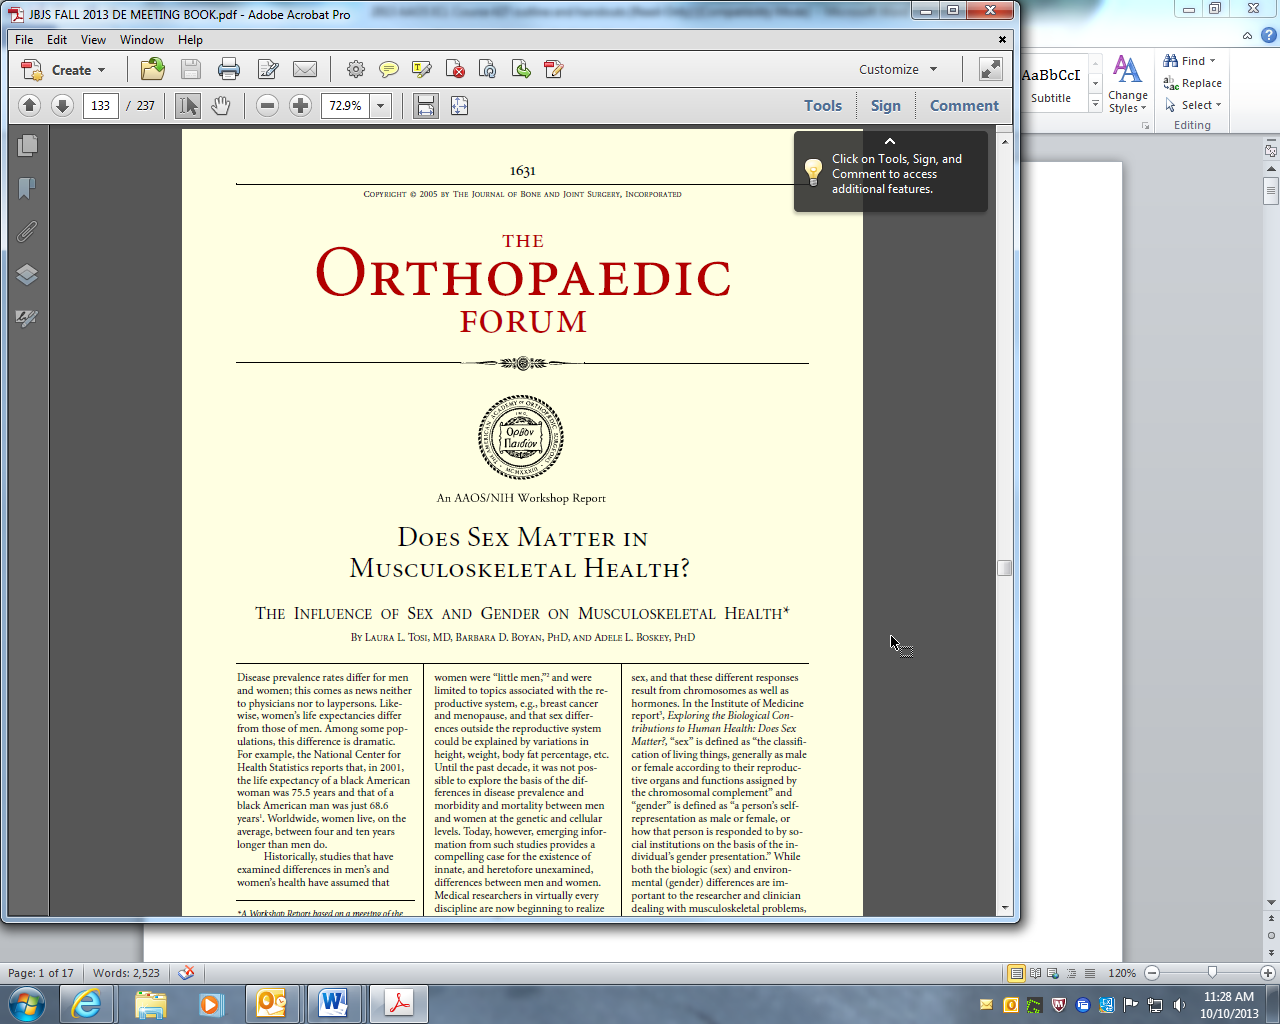 JBJS FALL 2013 DE MEETING BOOK.pdf - Adobe Acrobat Pro
File Edit View Window Help
Create
Customize
133 / 237
72.9%
Tools Sign Comment
AaBbCcI
Subtitle
Change
Styles
Find
Replace
Select
Editing
Click on Tools, Sign, and
Comment to access
additional features.
1631
COPYRIGHT © 2005 BY THE JOURNAL OF BONE AND JOINT SURGERY, INCORPORATED
THE
ORTHOPAEDIC
FORUM
THE AMERICAN ACADEMY OF ORTHOPAEDIC SURGEONS
INC.
Ορθον
Παιδιον
MCMXXXIII
An AAOS/NIH Workshop Report
DOES SEX MATTER IN
MUSCULOSKELETAL HEALTH?
THE INFLUENCE OF SEX AND GENDER ON MUSCULOSKELETAL HEALTH*
BY LAURA L. TOSI, MD, BARBARA D. BOYAN, PHD, AND ADELE L. BOSKEY, PHD
Disease prevalence rates differ for men
and women; this comes as news neither
to physicians nor to laypersons. Like-
wise, women's life expectancies differ
from those of men. Among some pop-
ulations, this difference is dramatic.
For example, the National Center for
Health Statistics reports that, in 2001,
the life expectancy of a black American
woman was 75.5 years and that of a
black American man was just 68.6
years1. Worldwide, women live, on the
average, between four and ten years
longer than men do.
Historically, studies that have
examined differences in men's and
women's health have assumed that
*A Workshop Report based on a meeting of the
women were “little men,”2 and were
limited to topics associated with the re-
productive system, e.g., breast cancer
and menopause, and that sex differ-
ences outside the reproductive system
could be explained by variations in
height, weight, body fat percentage, etc.
Until the past decade, it was not pos-
sible to explore the basis of the dif-
ferences in disease prevalence and
morbidity and mortality between men
and women at the genetic and cellular
levels. Today, however, emerging infor-
mation from such studies provides a
compelling case for the existence of
innate, and heretofore unexamined,
differences between men and women.
Medical researchers in virtually every
discipline are now beginning to realize
sex, and that these different responses
result from chromosomes as well as
hormones. In the Institute of Medicine
report3, Exploring the Biological Con-
tributions to Human Health: Does Sex
Matter?, “sex” is defined as “the classifi-
cation of living things, generally as male
or female according to their reproduc-
tive organs and functions assigned by
the chromosomal complement” and
“gender” is defined as “a person's self-
representation as male or female, or
how that person is responded to by so-
cial institutions on the basis of the in-
dividual's gender presentation.” While
both the biologic (sex) and environ-
mental (gender) differences are im-
portant to the researcher and clinician
dealing with musculoskeletal problems,
Page: 1 of 17 Words: 2,523
120%
11:28 AM
10/10/2013